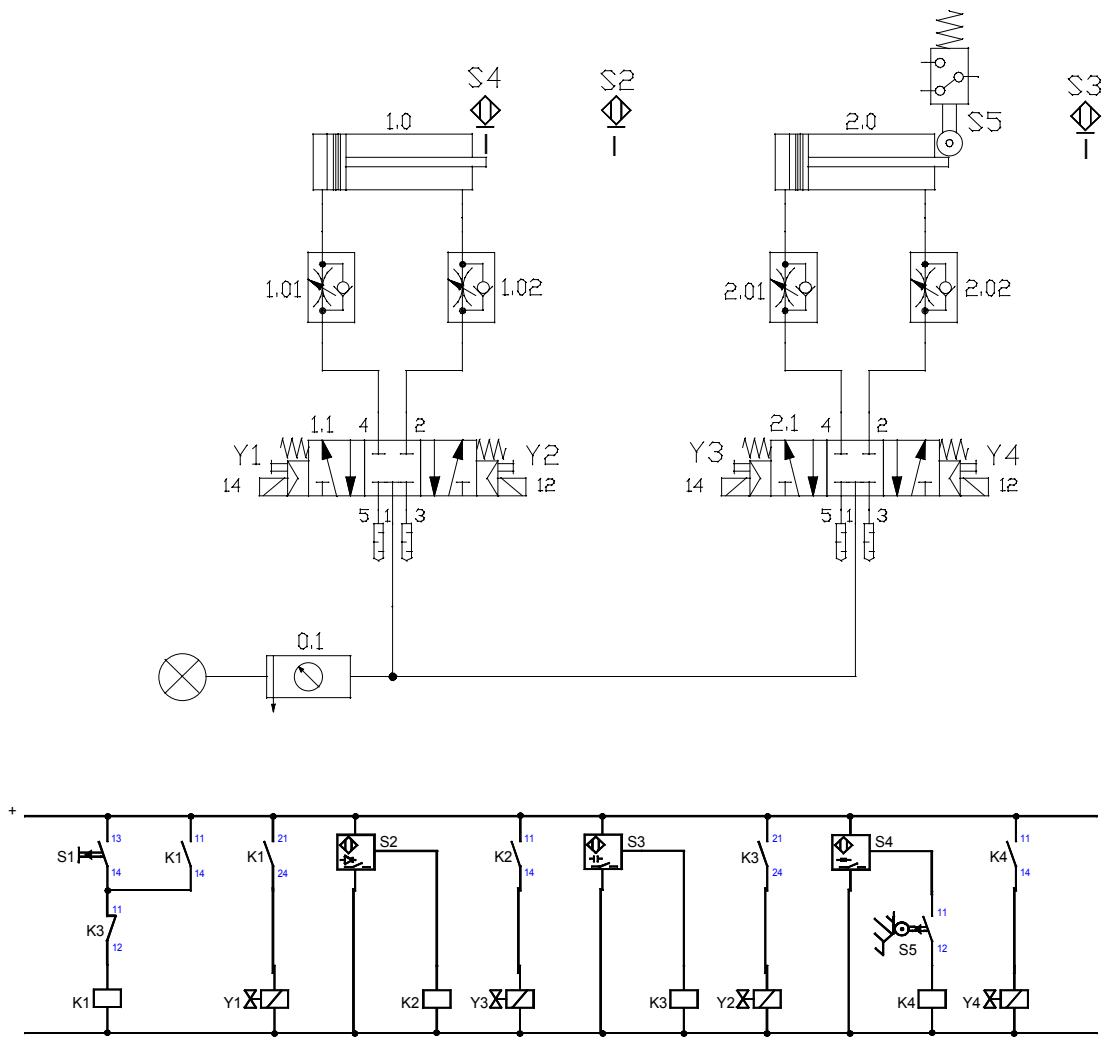 S4 S2 S3
1.0 2.0 S5
1.01 1.02 2.01 2.02
1.1 4 2 2.1 4 2
Y1 Y2 Y3 Y4
14 12 14 12
5 1 3 5 1 3
0.1
+
13 11 21 S2 11 S3 21 S4 11
S1 K1 K1 K2 K3 K4
14 14 24 14 24 14
11 11
K3 S5
12 12
K1 Y1 K2 Y3 K3 Y2 K4 Y4